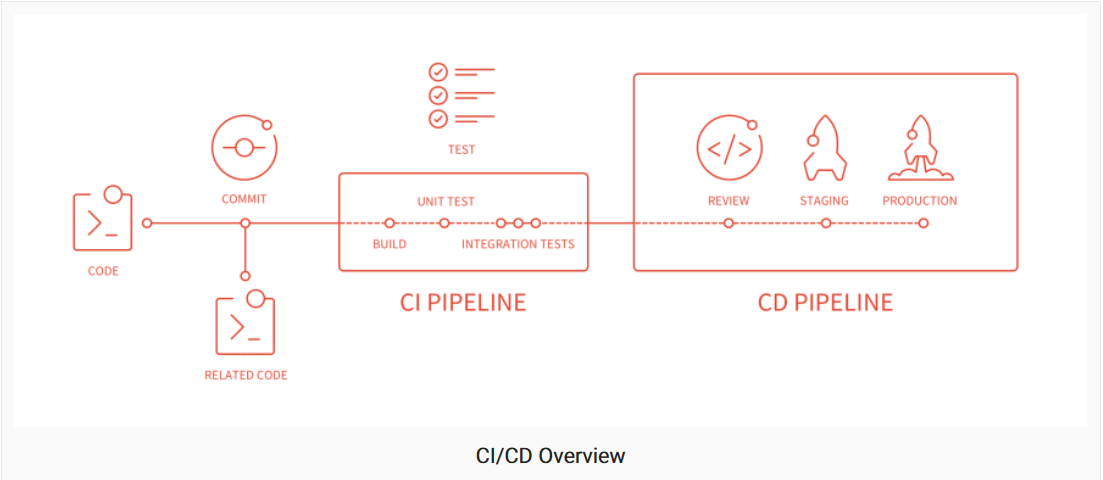 TEST
COMMIT
REVIEW
STAGING
PRODUCTION
UNIT TEST
BUILD
INTEGRATION TESTS
CODE
CI PIPELINE
CD PIPELINE
RELATED CODE
CI/CD Overview